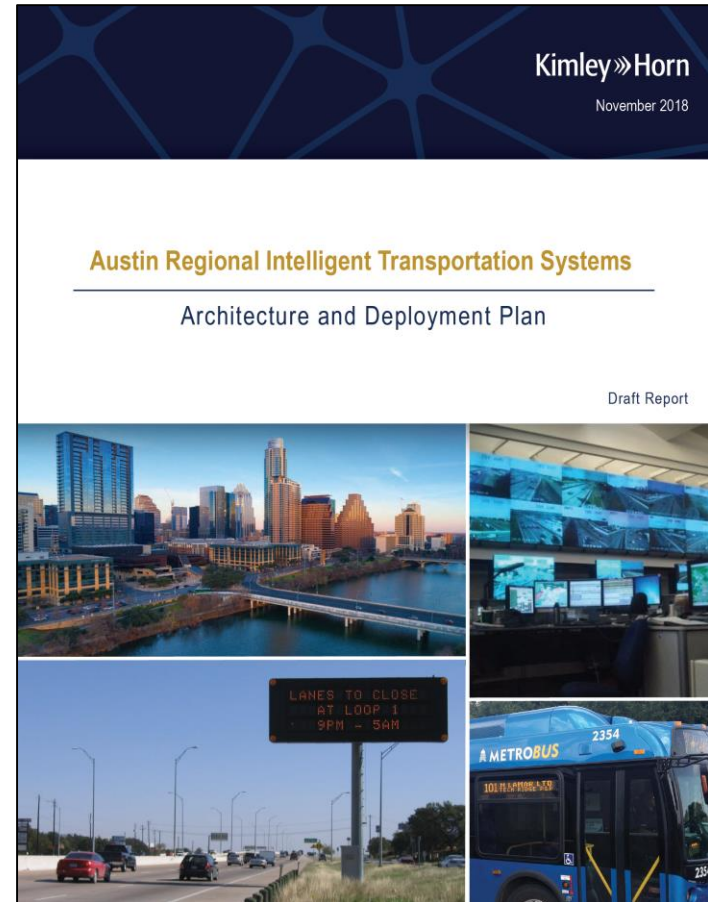 Kimley»Horn
November 2018
Austin Regional Intelligent Transportation Systems
Architecture and Deployment Plan
Draft Report
LANES TO CLOSE
AT LOOP 1
9PM - 5AM
2354
METROBUS